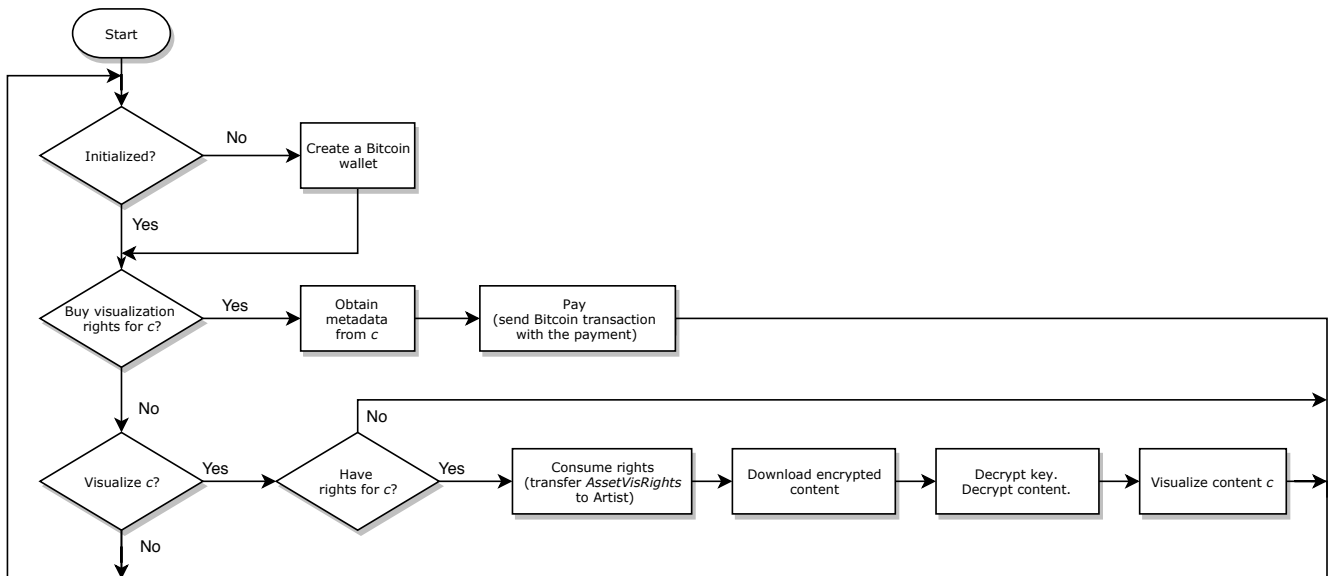 Start
Initialized?
No
Create a Bitcoin
wallet
Yes
Buy visualization
rights for c?
Yes
Obtain
metadata
from c
Pay
(send Bitcoin transaction
with the payment)
No
No
Visualize c?
Yes
Have
rights for c?
Yes
Consume rights
(transfer AssetVisRights
to Artist)
Download encrypted
content
Decrypt key.
Decrypt content.
Visualize content c
No